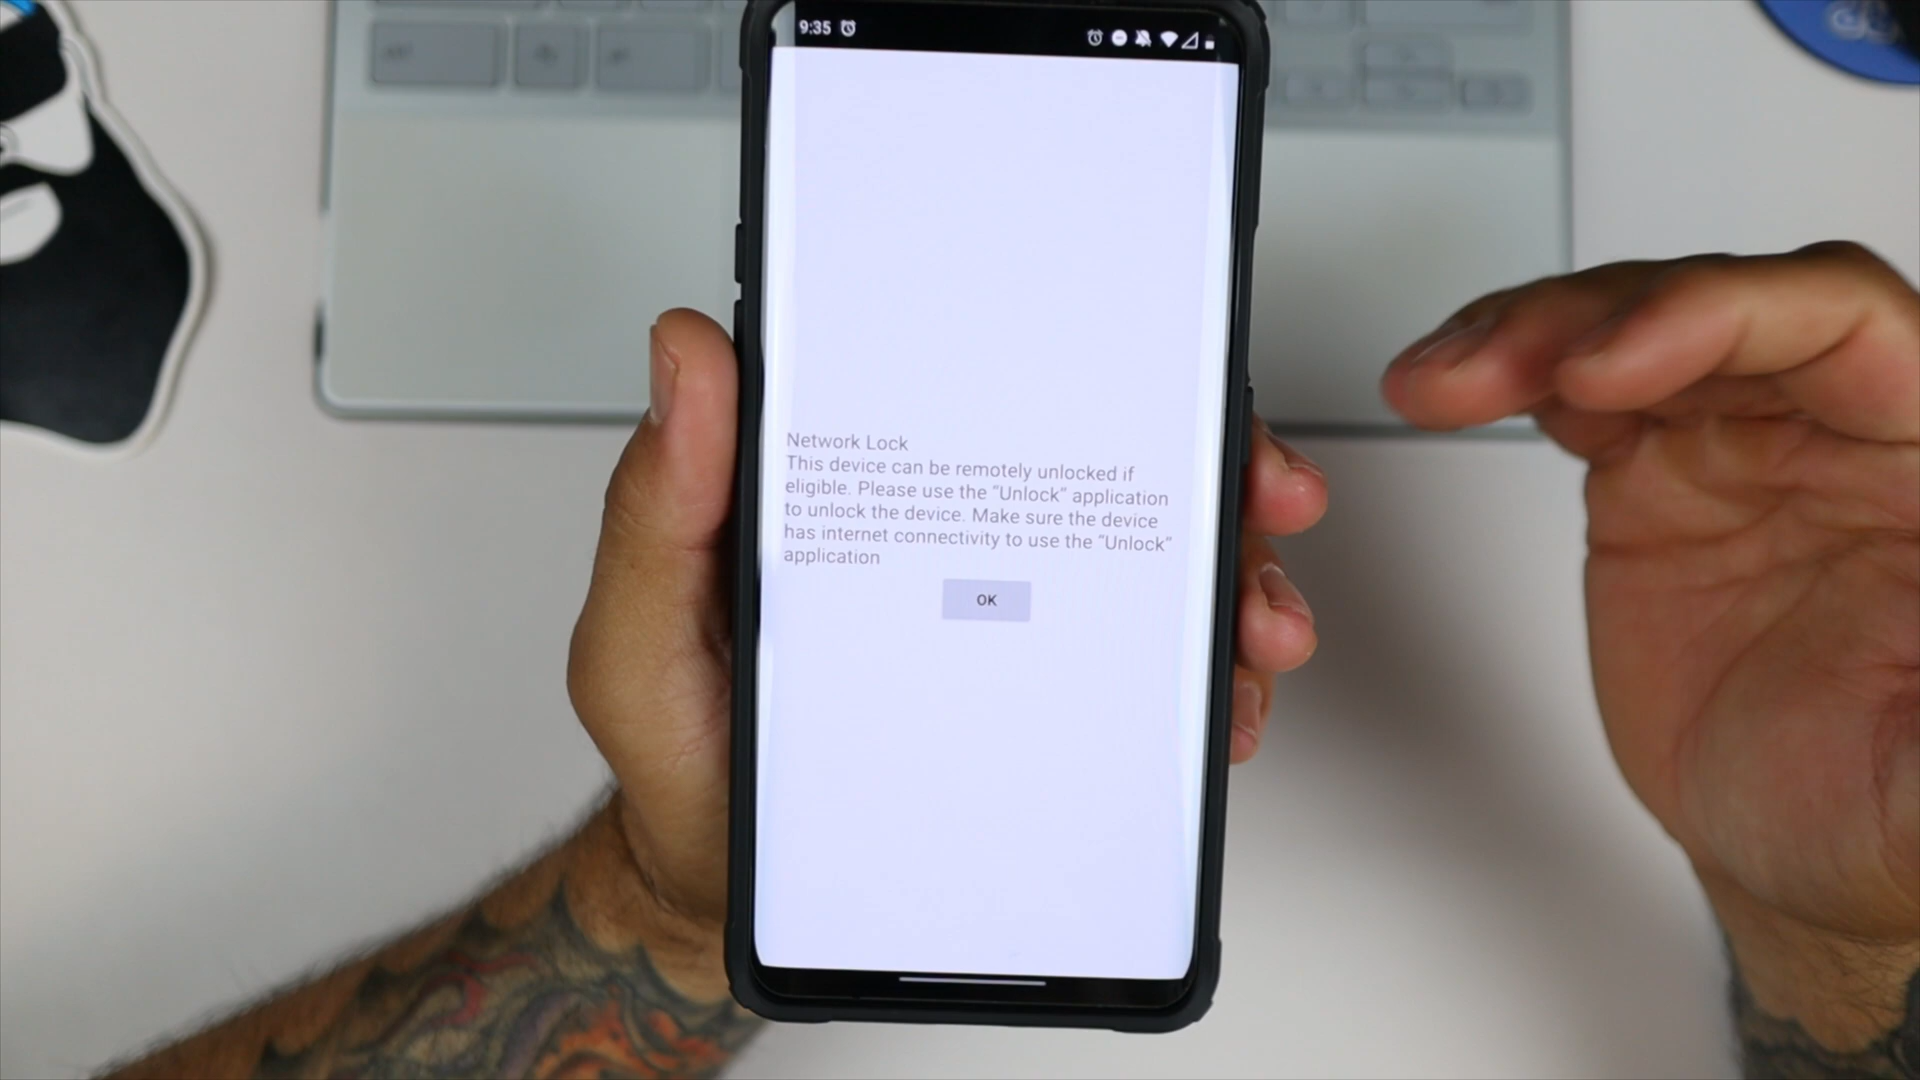 9:35
Network Lock
This device can be remotely unlocked if
eligible. Please use the "Unlock" application
to unlock the device. Make sure the device
has internet connectivity to use the "Unlock"
application
OK